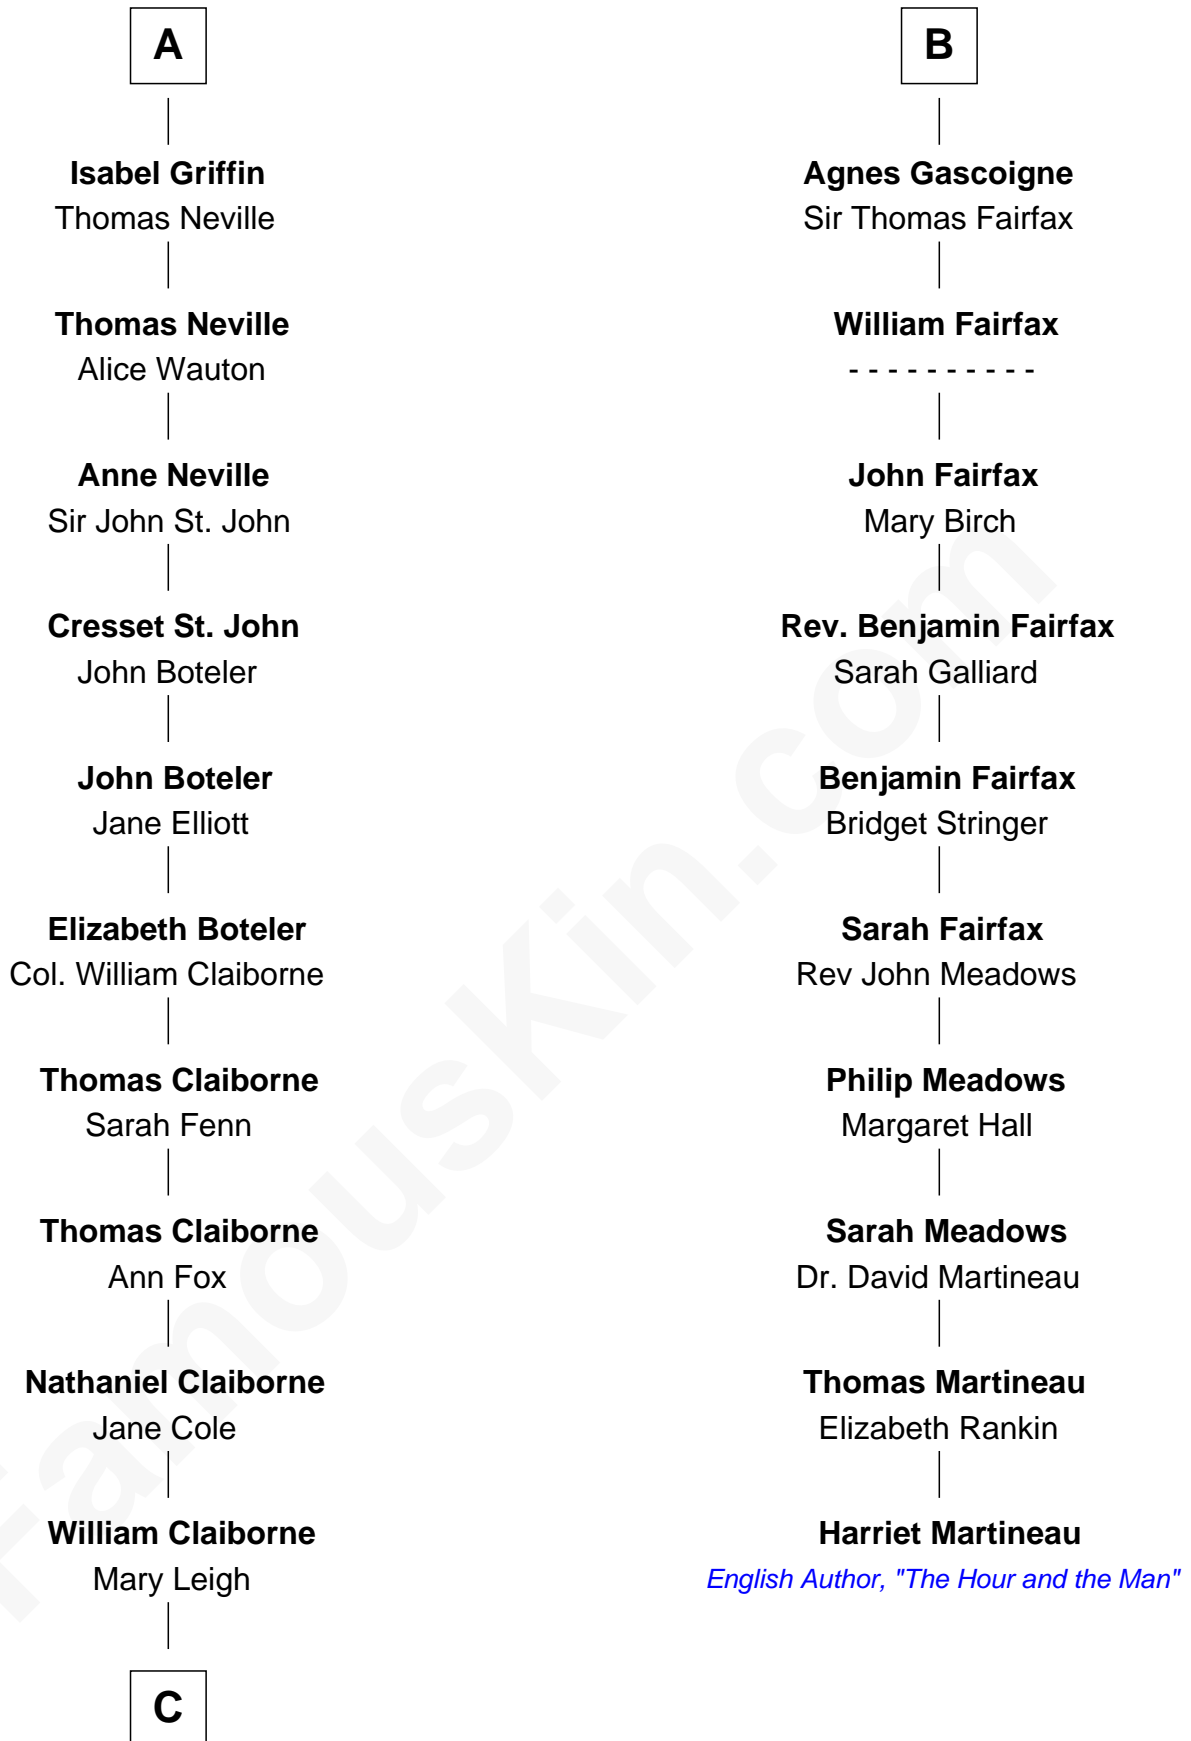 A
Isabel Griffin
Thomas Neville
Thomas Neville
Alice Wauton
Anne Neville
Sir John St. John
Cresset St. John
John Boteler
John Boteler
Jane Elliott
Elizabeth Boteler
Col. William Claiborne
Thomas Claiborne
Sarah Fenn
Thomas Claiborne
Ann Fox
Nathaniel Claiborne
Jane Cole
William Claiborne
Mary Leigh
C
B
Agnes Gascoigne
Sir Thomas Fairfax
William Fairfax
- - - - - - - - - -
John Fairfax
Mary Birch
Rev. Benjamin Fairfax
Sarah Galliard
Benjamin Fairfax
Bridget Stringer
Sarah Fairfax
Rev John Meadows
Philip Meadows
Margaret Hall
Sarah Meadows
Dr. David Martineau
Thomas Martineau
Elizabeth Rankin
Harriet Martineau
English Author, "The Hour and the Man"
FamousKin.com